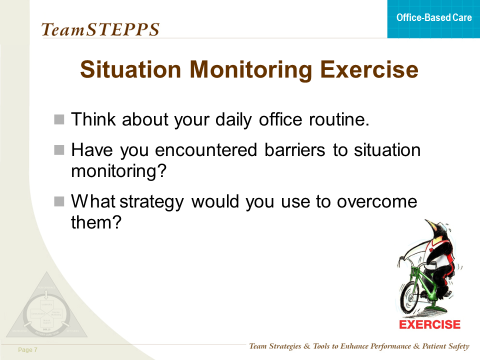 Office-Based Care
TeamSTEPPS
Situation Monitoring Exercise
Think about your daily office routine.
Have you encountered barriers to situation
monitoring?
What strategy would you use to overcome
them?
EXERCISE
Page 7
Team Strategies & Tools to Enhance Performance & Patient Safety